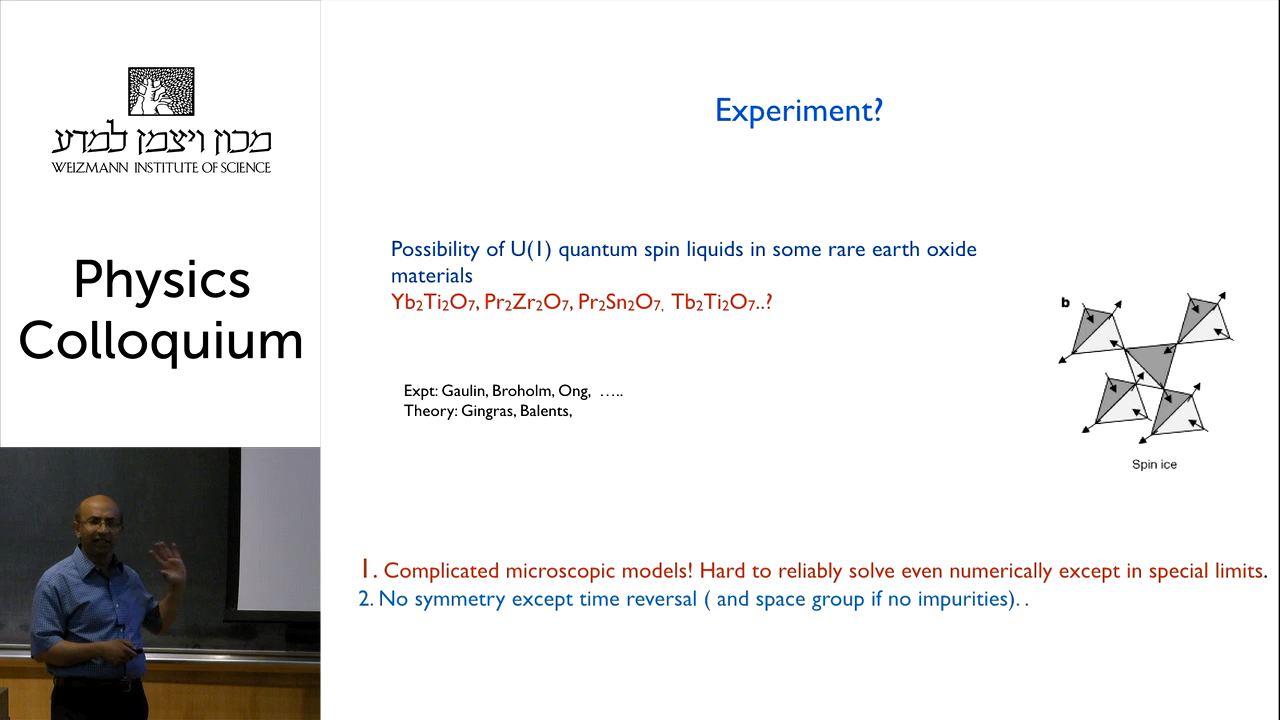 מכון ויצמן למדע
WEIZMANN INSTITUTE OF SCIENCE
Physics
Colloquium
Experiment?
Possibility of U(1) quantum spin liquids in some rare earth oxide
materials
Yb₂Ti₂O₇, Pr₂Zr₂O₇, Pr₂Sn₂O₇, Tb₂Ti₂O₇..?
Expt: Gaulin, Broholm, Ong, …..
Theory: Gingras, Balents,
b
Spin ice
1. Complicated microscopic models! Hard to reliably solve even numerically except in special limits.
2. No symmetry except time reversal ( and space group if no impurities). .